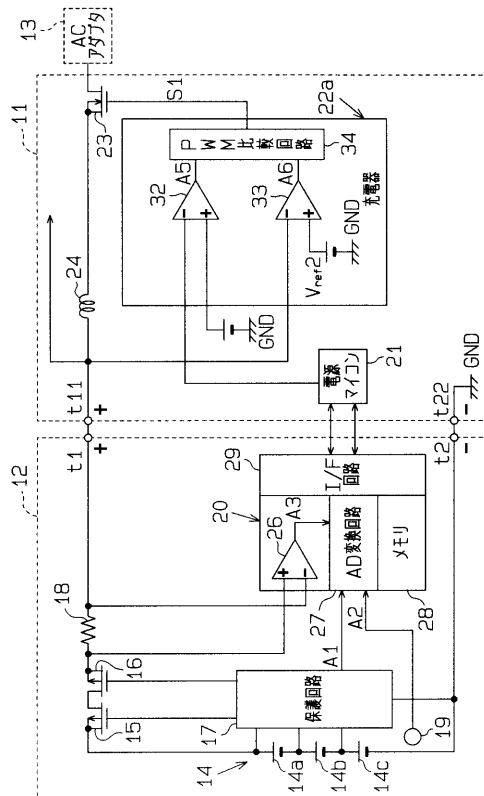 12
11
13
AC
アダプタ
18
t1
t11
24
23
S1
+
+
15
16
17
保護回路
14
14a
14b
14c
19
A1
A2
20
26
+
−
A3
27
AD変換回路
メモリ
28
29
I/F
回路
電源
マイコン
21
GND
32
−
+
A5
33
−
+
A6
Vref2
GND
PWM比較回路
34
充電器
22a
t2
t22
−
−
GND